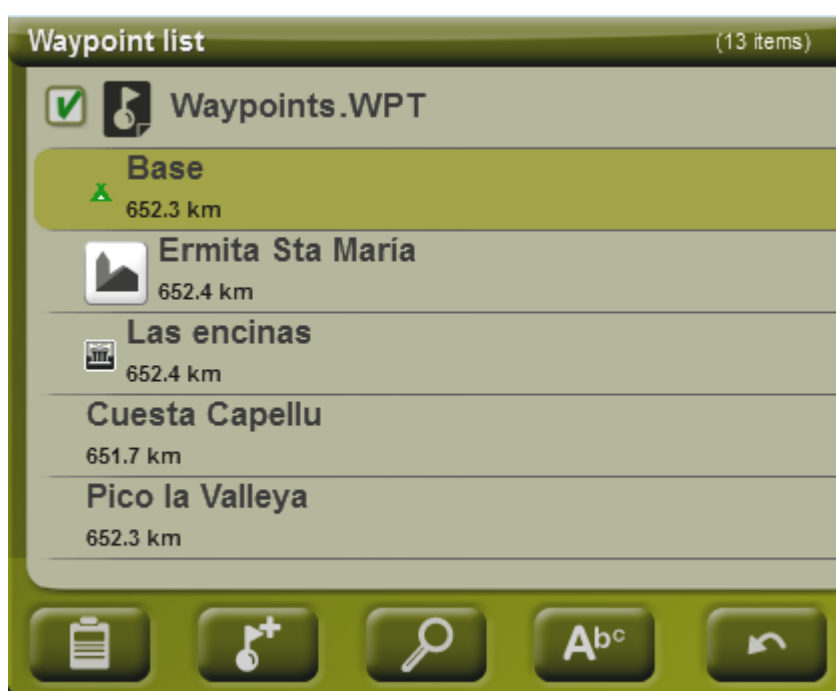 Waypoint list (13 items)
Waypoints.WPT
Base
652.3 km
Ermita Sta María
652.4 km
Las encinas
652.4 km
Cuesta Capellu
651.7 km
Pico la Valleya
652.3 km
Abc